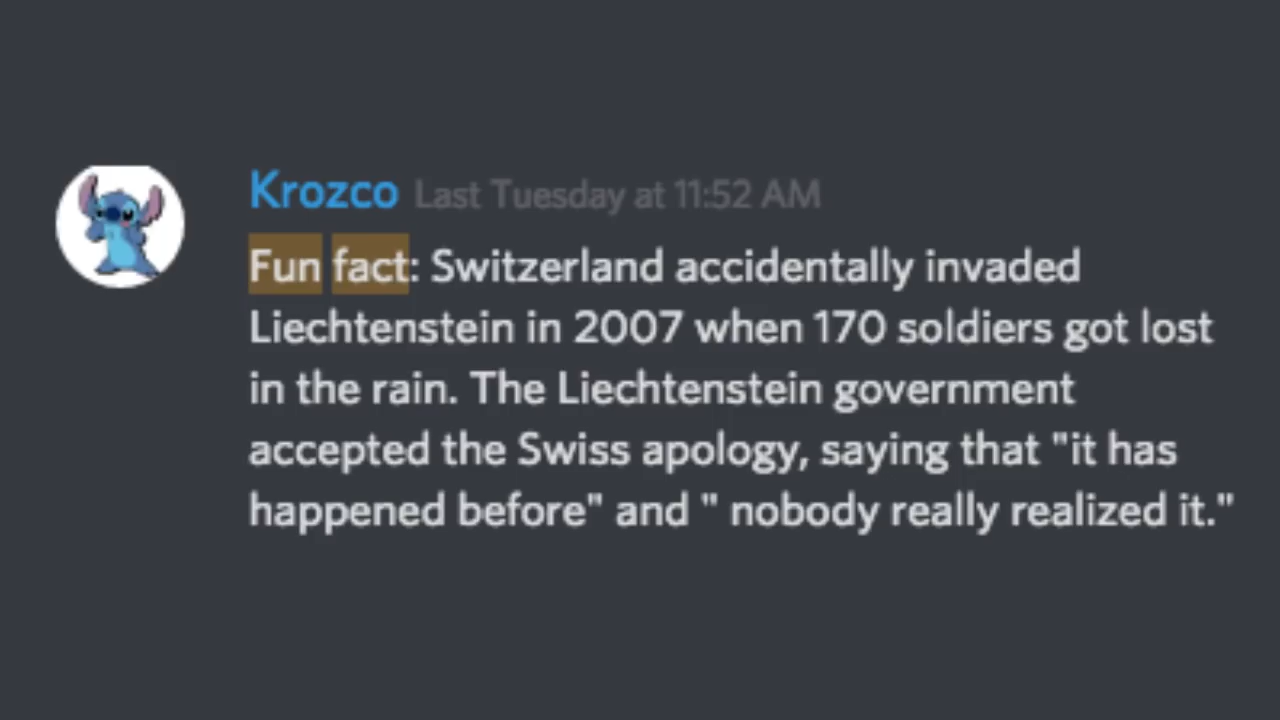 Krozco Last Tuesday at 11:52 AM
Fun fact: Switzerland accidentally invaded
Liechtenstein in 2007 when 170 soldiers got lost
in the rain. The Liechtenstein government
accepted the Swiss apology, saying that "it has
happened before" and " nobody really realized it."